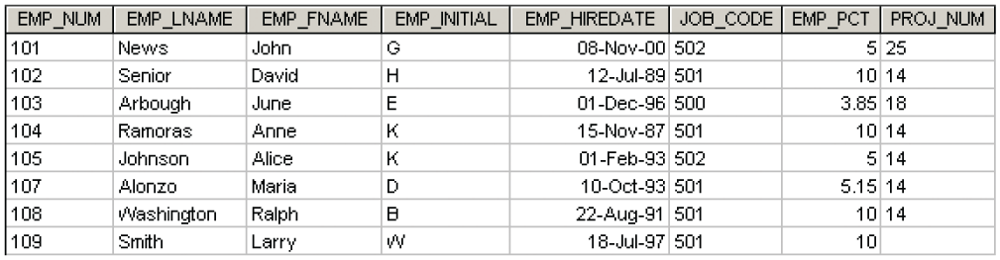 EMP_NUM EMP_LNAME EMP_FNAME EMP_INITIAL EMP_HIREDATE JOB_CODE EMP_PCT PROJ_NUM
101 News John G 08-Nov-00 502 5 25
102 Senior David H 12-Jul-89 501 10 14
103 Arbough June E 01-Dec-96 500 3.85 18
104 Ramoras Anne K 15-Nov-87 501 10 14
105 Johnson Alice K 01-Feb-93 502 5 14
107 Alonzo Maria D 10-Oct-93 501 5.15 14
108 Washington Ralph B 22-Aug-91 501 10 14
109 Smith Larry W 18-Jul-97 501 10